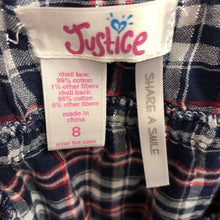 Justice
shell face:
99% cotton
1% other fibers
shell back:
95% cotton
5% other fibers
made in
china
8
over for care
SHARE A SMILE